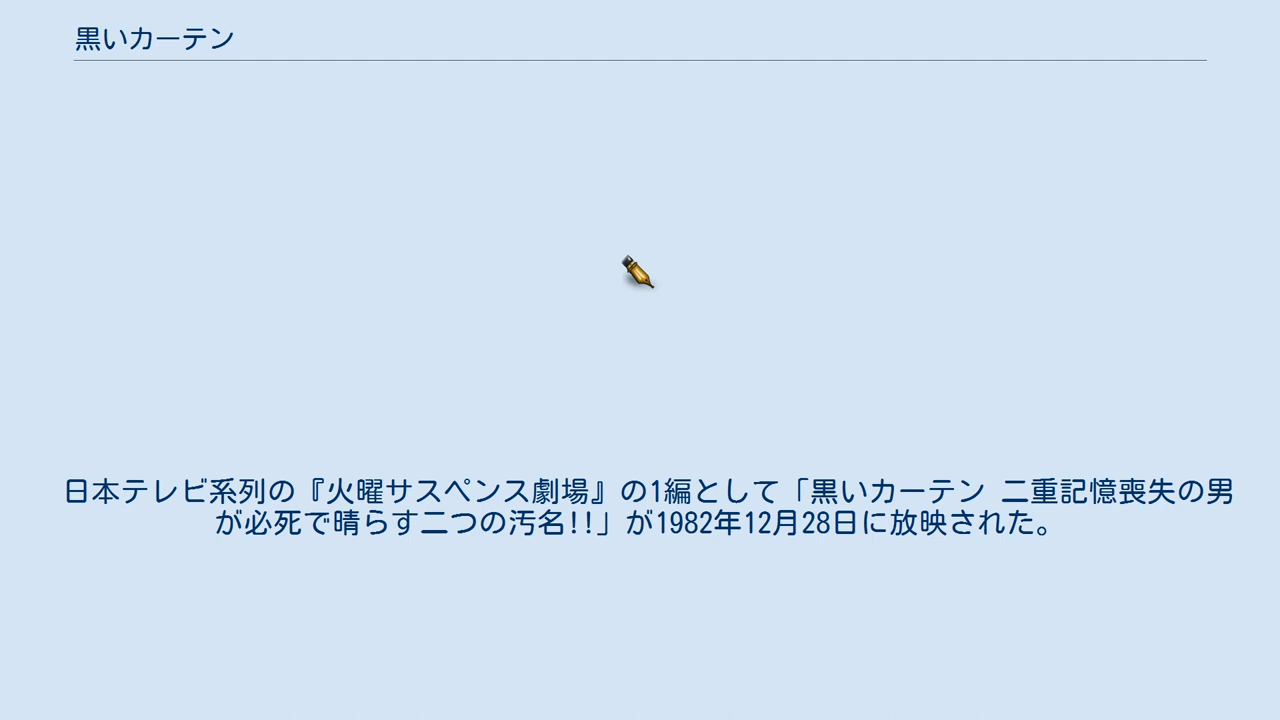 黒いカーテン
日本テレビ系列の『火曜サスペンス劇場』の1編として「黒いカーテン 二重記憶喪失の男
が必死で晴らす二つの汚名!!」が1982年12月28日に放映された。